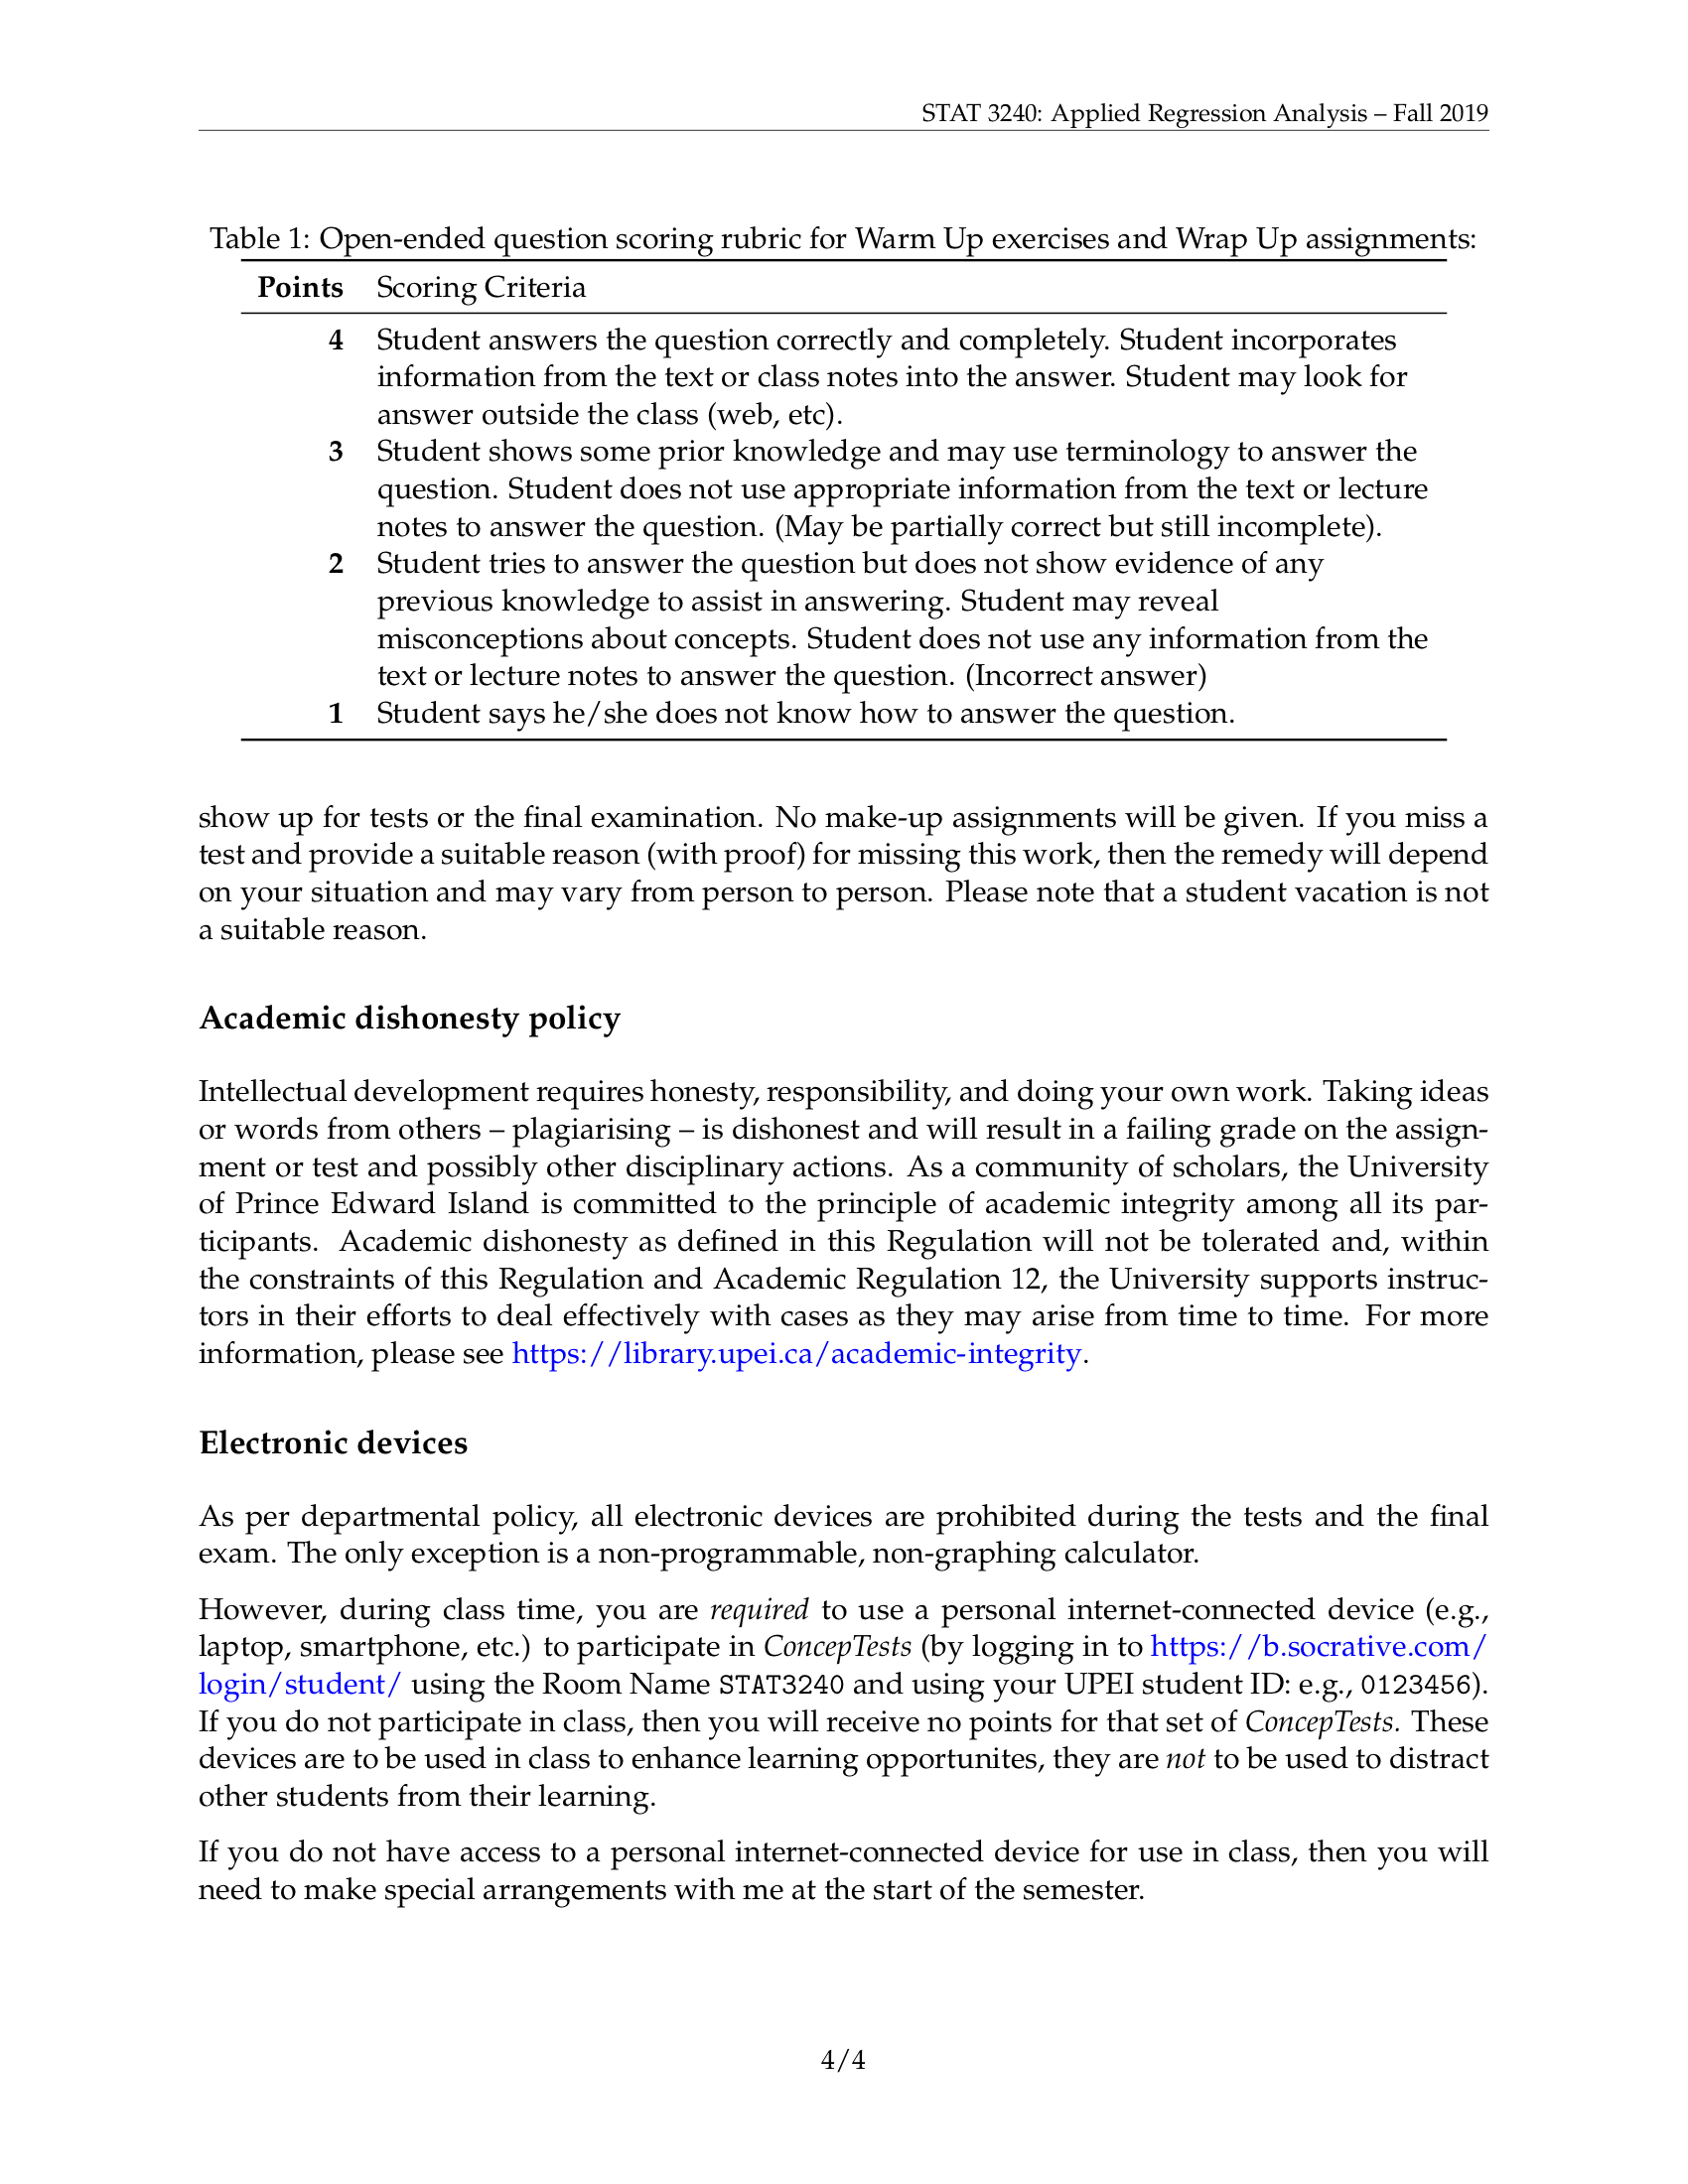 STAT 3240: Applied Regression Analysis – Fall 2019
Table 1: Open-ended question scoring rubric for Warm Up exercises and Wrap Up assignments:
Points Scoring Criteria
4 Student answers the question correctly and completely. Student incorporates
information from the text or class notes into the answer. Student may look for
answer outside the class (web, etc).
3 Student shows some prior knowledge and may use terminology to answer the
question. Student does not use appropriate information from the text or lecture
notes to answer the question. (May be partially correct but still incomplete).
2 Student tries to answer the question but does not show evidence of any
previous knowledge to assist in answering. Student may reveal
misconceptions about concepts. Student does not use any information from the
text or lecture notes to answer the question. (Incorrect answer)
1 Student says he/she does not know how to answer the question.
show up for tests or the final examination. No make-up assignments will be given. If you miss a
test and provide a suitable reason (with proof) for missing this work, then the remedy will depend
on your situation and may vary from person to person. Please note that a student vacation is not
a suitable reason.
Academic dishonesty policy
Intellectual development requires honesty, responsibility, and doing your own work. Taking ideas
or words from others – plagiarising – is dishonest and will result in a failing grade on the assign-
ment or test and possibly other disciplinary actions. As a community of scholars, the University
of Prince Edward Island is committed to the principle of academic integrity among all its par-
ticipants. Academic dishonesty as defined in this Regulation will not be tolerated and, within
the constraints of this Regulation and Academic Regulation 12, the University supports instruc-
tors in their efforts to deal effectively with cases as they may arise from time to time. For more
information, please see https://library.upei.ca/academic-integrity.
Electronic devices
As per departmental policy, all electronic devices are prohibited during the tests and the final
exam. The only exception is a non-programmable, non-graphing calculator.
However, during class time, you are required to use a personal internet-connected device (e.g.,
laptop, smartphone, etc.) to participate in ConcepTests (by logging in to https://b.socrative.com/
login/student/ using the Room Name STAT3240 and using your UPEI student ID: e.g., 0123456).
If you do not participate in class, then you will receive no points for that set of ConcepTests. These
devices are to be used in class to enhance learning opportunites, they are not to be used to distract
other students from their learning.
If you do not have access to a personal internet-connected device for use in class, then you will
need to make special arrangements with me at the start of the semester.
4/4